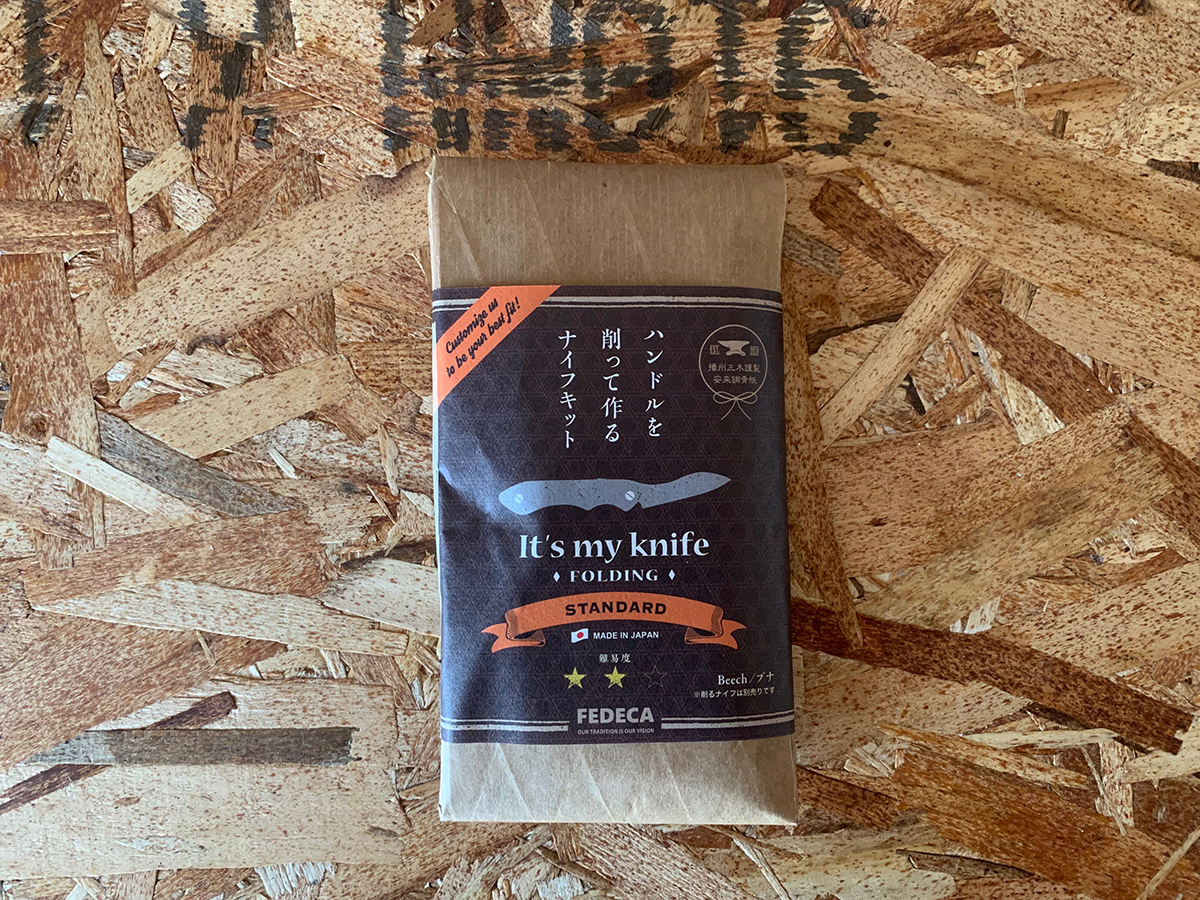 Customize us
to be your best fit!
ハンドルを
削って作る
ナイフキット
播州三木謹製
安来鋼青紙
It's my knife
FOLDING
STANDARD
MADE IN JAPAN
難易度
Beech/ブナ
※削るナイフは別売りです
FEDECA
OUR TRADITION IS OUR VISION